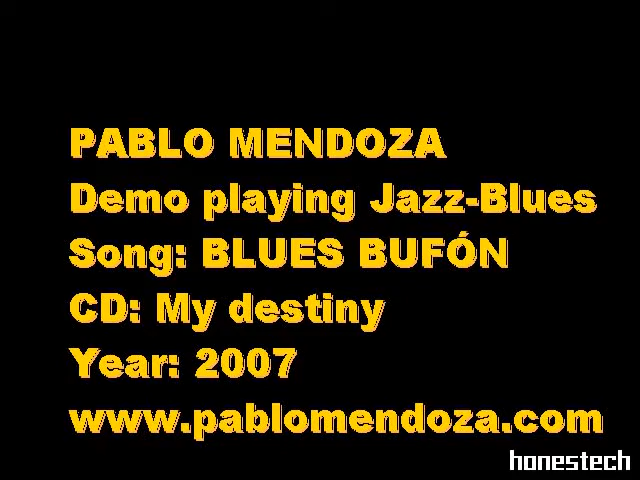 PABLO MENDOZA
Demo playing Jazz-Blues
Song: BLUES BUFÓN
CD: My destiny
Year: 2007
www.pablomendoza.com
honestech